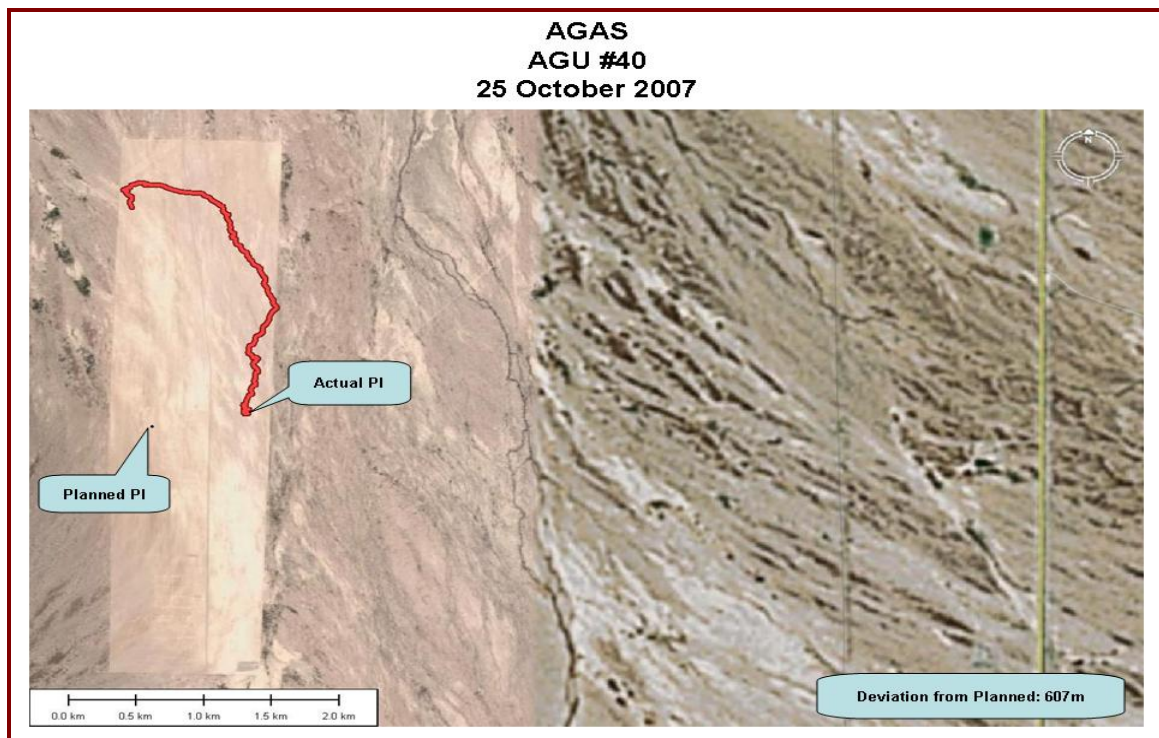 AGAS
AGU #40
25 October 2007
N
Actual PI
Planned PI
0.0 km 0.5 km 1.0 km 1.5 km 2.0 km
Deviation from Planned: 607m